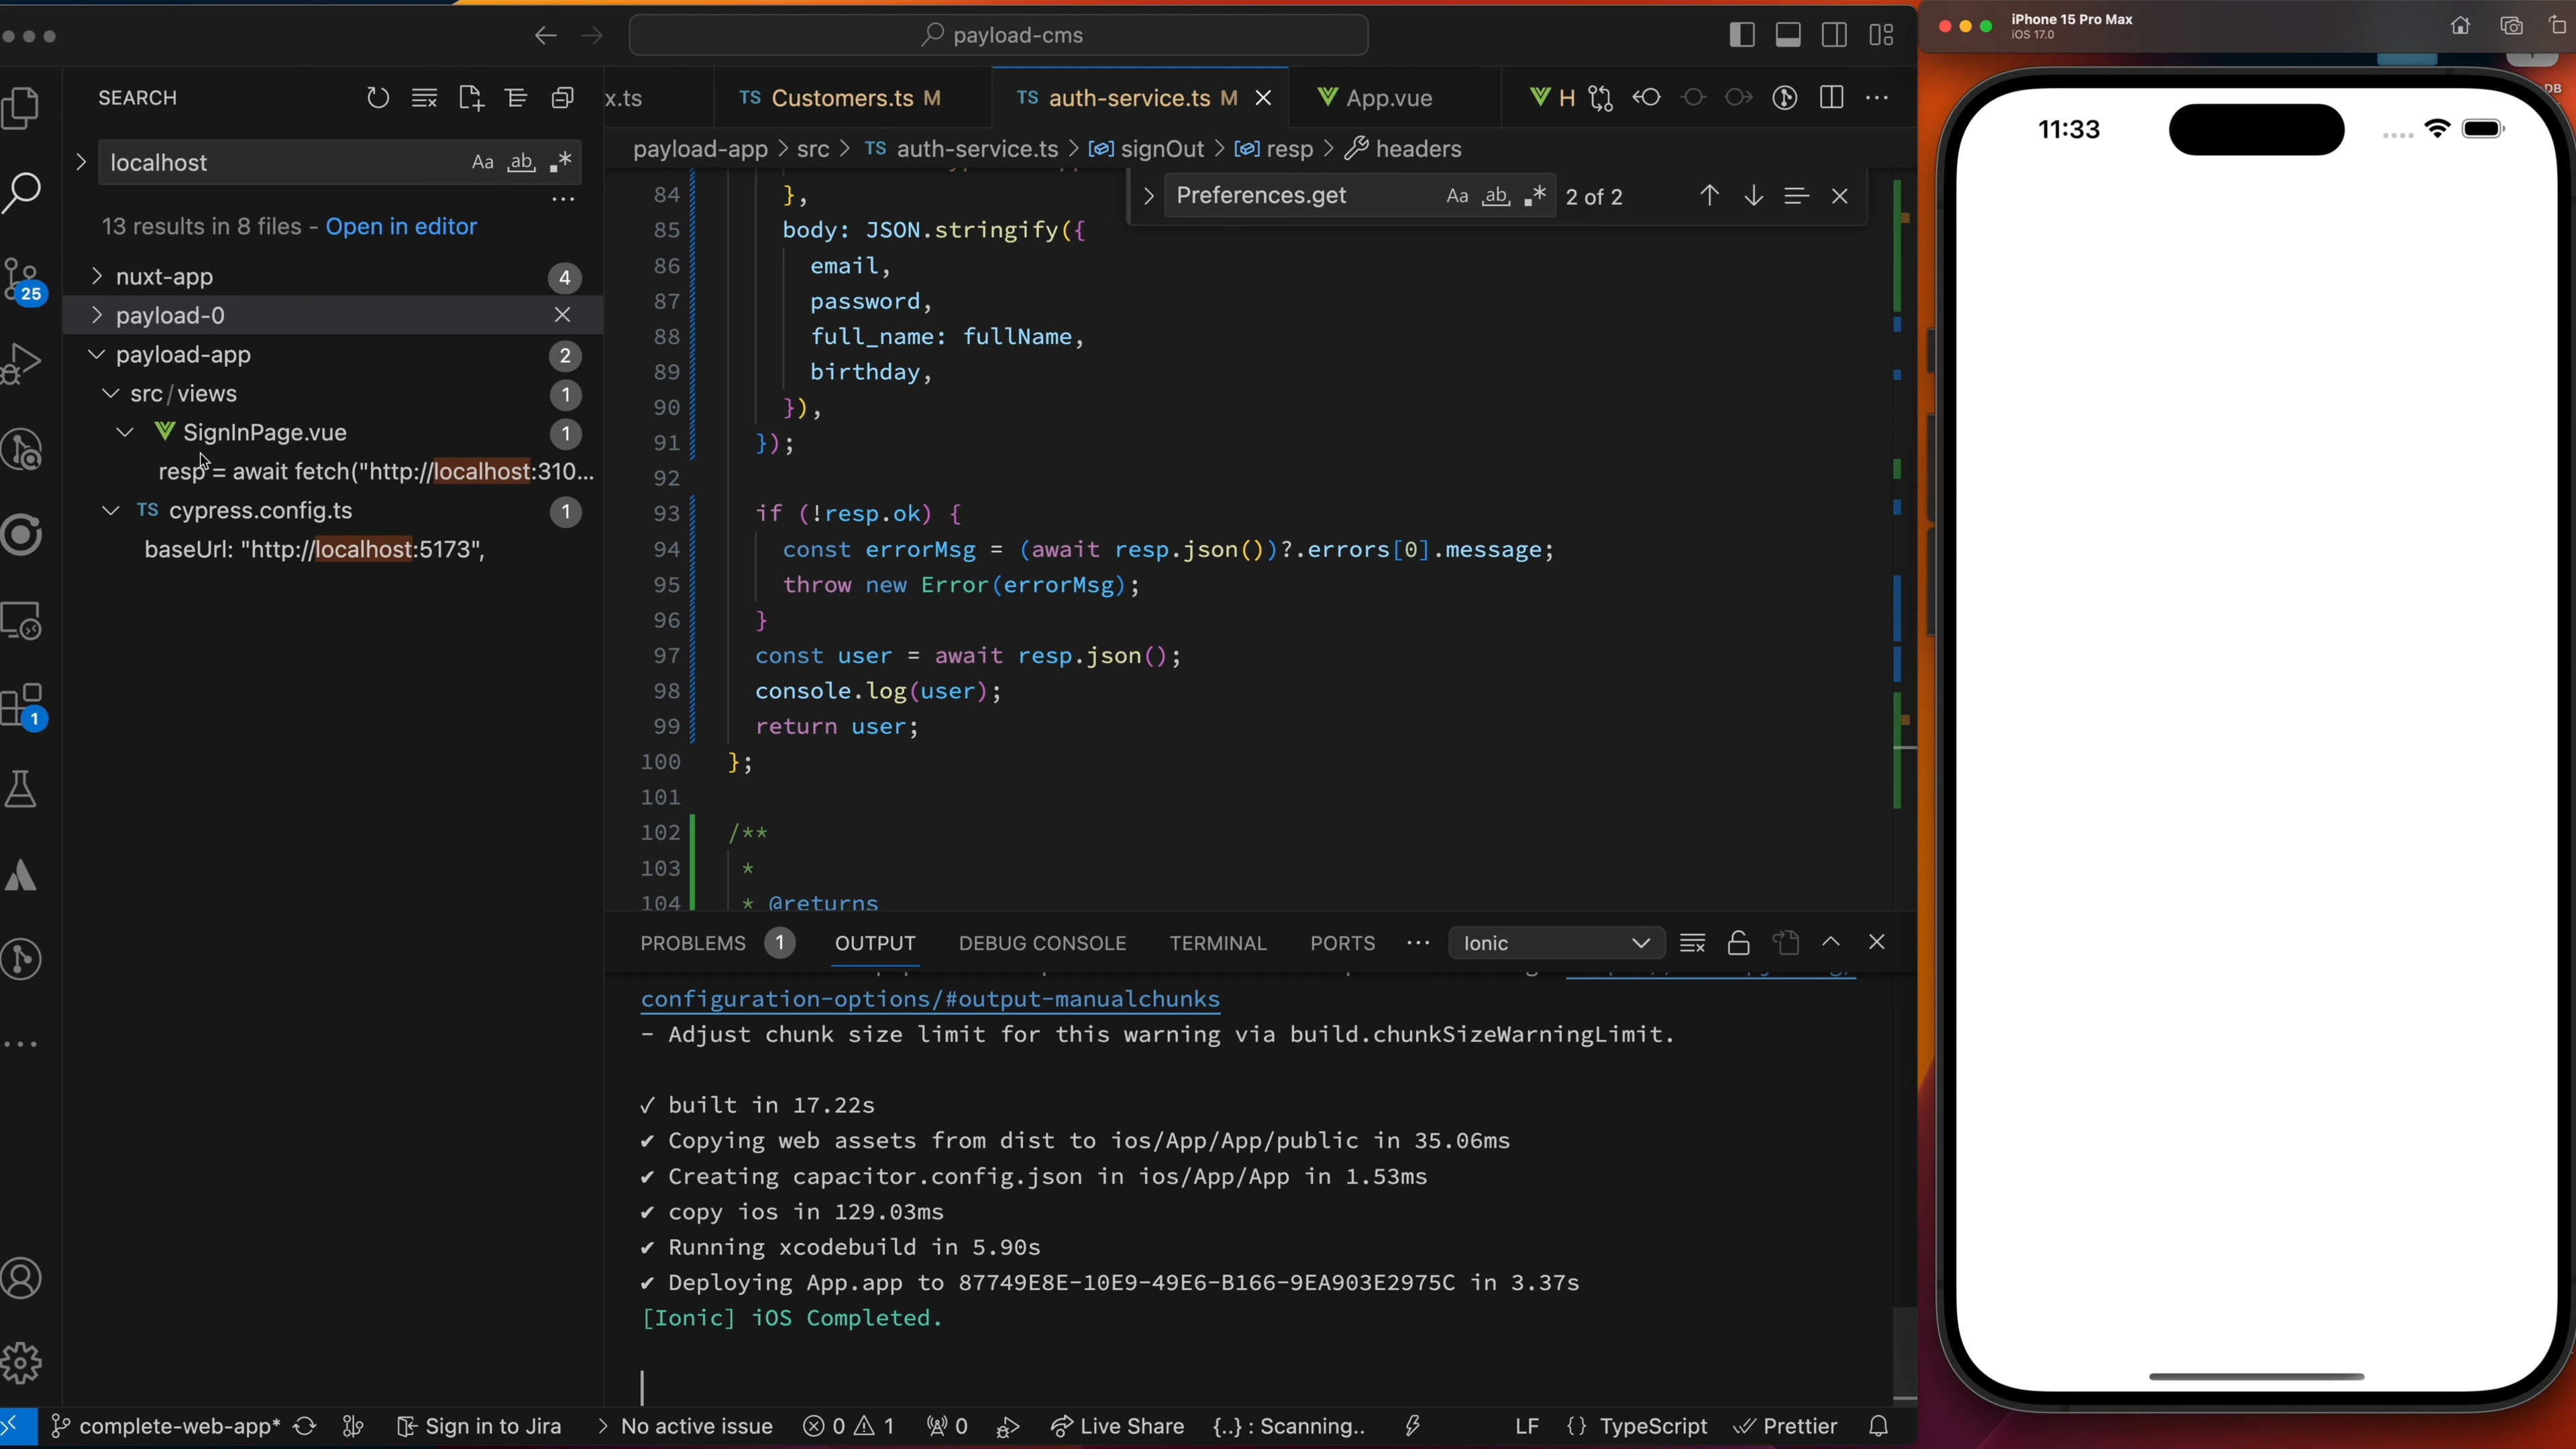 payload-cms
iPhone 15 Pro Max
iOS 17.0
SEARCH
x.ts
TS Customers.ts M
TS auth-service.ts M
App.vue
H
DB
localhost
Aa ab .*
13 results in 8 files - Open in editor
nuxt-app 4
payload-0
payload-app 2
src/views 1
SignInPage.vue 1
resp = await fetch("http://localhost:310...
TS cypress.config.ts 1
baseUrl: "http://localhost:5173",
25
1
payload-app > src > TS auth-service.ts > signOut > resp > headers
Preferences.get Aa ab .* 2 of 2
84 },
85 body: JSON.stringify({
86 email,
87 password,
88 full_name: fullName,
89 birthday,
90 }),
91 });
92
93 if (!resp.ok) {
94 const errorMsg = (await resp.json())?.errors[0].message;
95 throw new Error(errorMsg);
96 }
97 const user = await resp.json();
98 console.log(user);
99 return user;
100 };
101
102 /**
103 *
104 * @returns
PROBLEMS 1 OUTPUT DEBUG CONSOLE TERMINAL PORTS ... Ionic
configuration-options/#output-manualchunks
- Adjust chunk size limit for this warning via build.chunkSizeWarningLimit.
✓ built in 17.22s
✔ Copying web assets from dist to ios/App/App/public in 35.06ms
✔ Creating capacitor.config.json in ios/App/App in 1.53ms
✔ copy ios in 129.03ms
✔ Running xcodebuild in 5.90s
✔ Deploying App.app to 87749E8E-10E9-49E6-B166-9EA903E2975C in 3.37s
[Ionic] iOS Completed.
complete-web-app* Sign in to Jira > No active issue 0 1 0 Live Share {..} : Scanning.. LF {} TypeScript Prettier
11:33